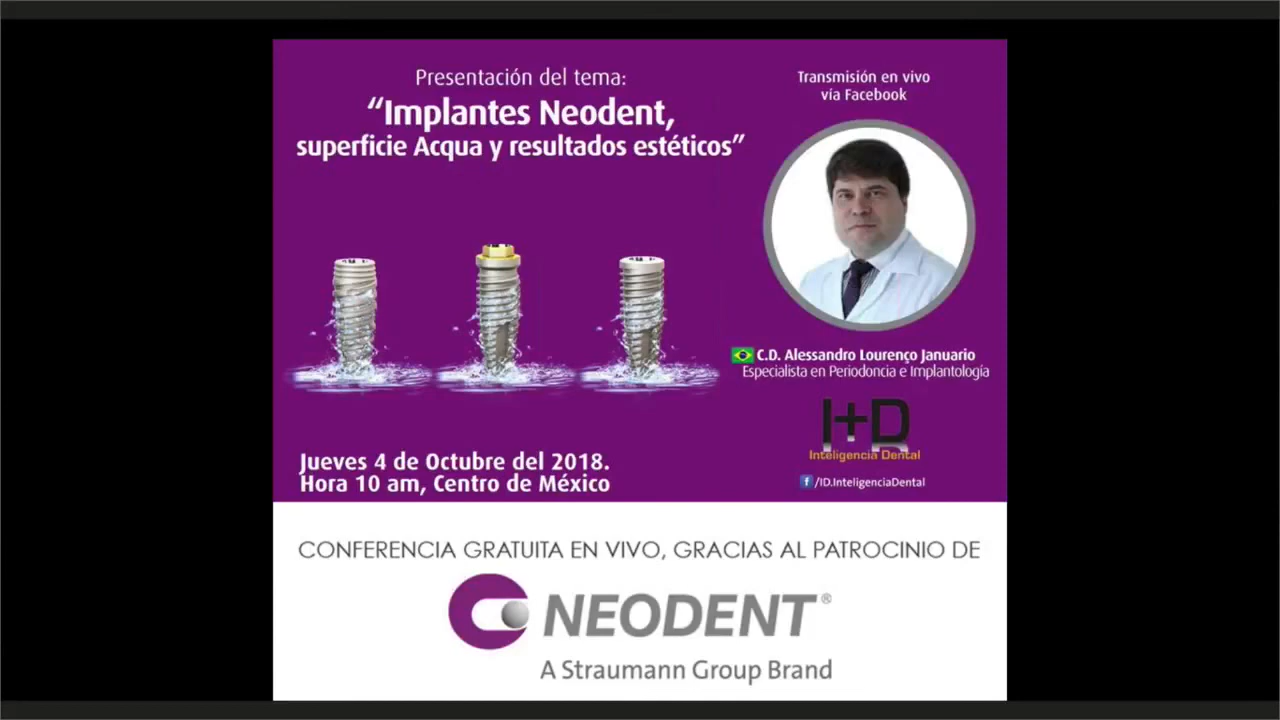 Presentación del tema:
“Implantes Neodent,
superficie Acqua y resultados estéticos”
Transmisión en vivo
vía Facebook
C.D. Alessandro Lourenço Januario
Especialista en Periodoncia e Implantología
I+D
Inteligencia Dental
f /ID.InteligenciaDental
Jueves 4 de Octubre del 2018.
Hora 10 am, Centro de México
CONFERENCIA GRATUITA EN VIVO, GRACIAS AL PATROCINIO DE
NEODENT®
A Straumann Group Brand